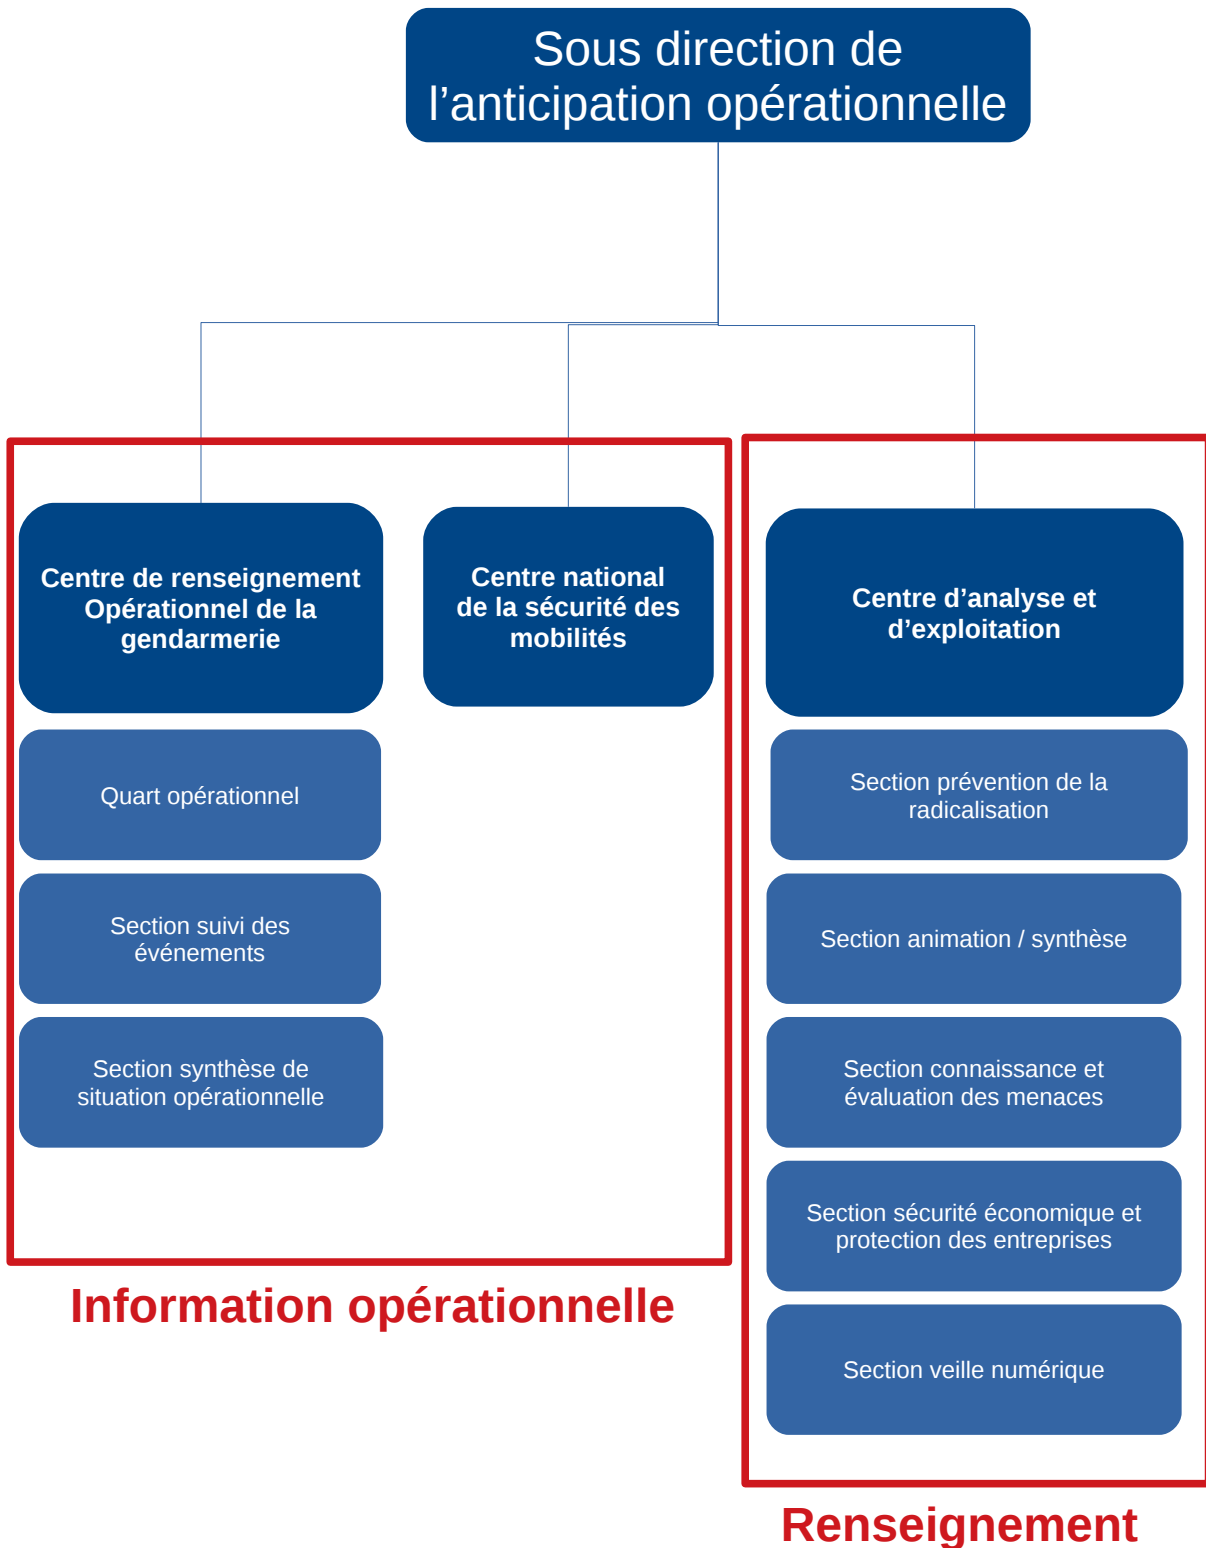 Sous direction de
l’anticipation opérationnelle
Centre de renseignement
Opérationnel de la
gendarmerie
Centre national
de la sécurité des
mobilités
Centre d’analyse et
d’exploitation
Quart opérationnel
Section suivi des
événements
Section synthèse de
situation opérationnelle
Section prévention de la
radicalisation
Section animation / synthèse
Section connaissance et
évaluation des menaces
Section sécurité économique et
protection des entreprises
Section veille numérique
Information opérationnelle
Renseignement